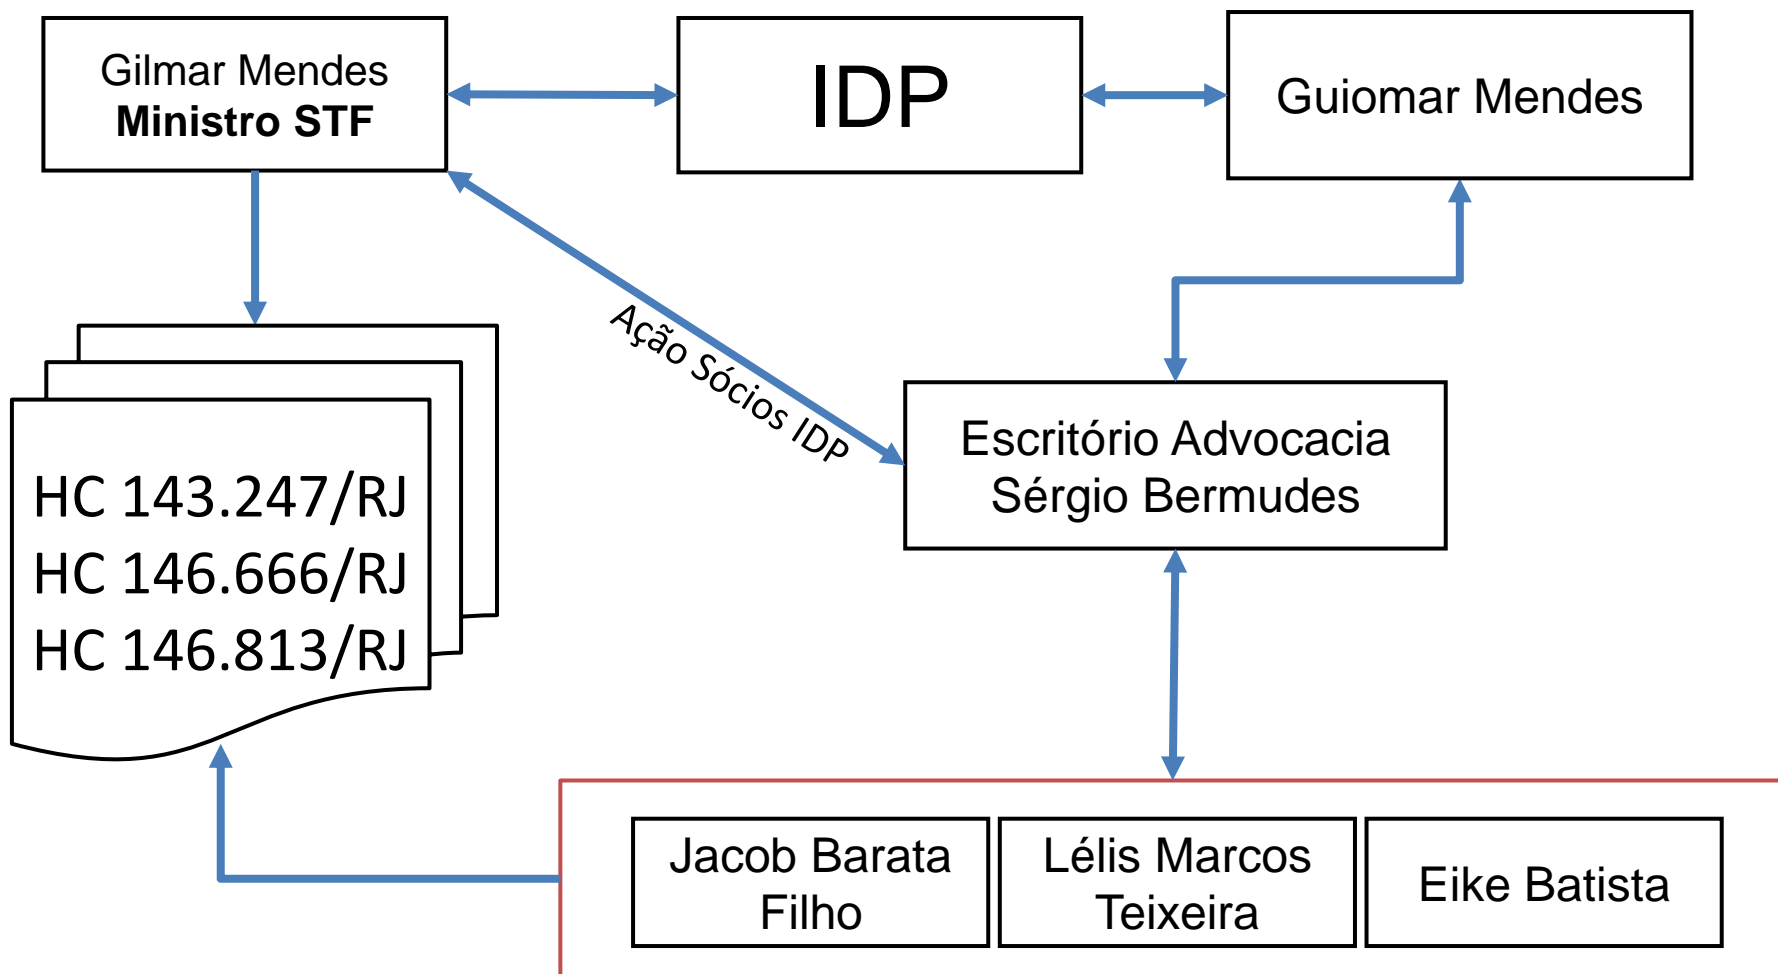 Gilmar Mendes
Ministro STF
IDP
Guiomar Mendes
Ação Sócios IDP
Escritório Advocacia
Sérgio Bermudes
HC 143.247/RJ
HC 146.666/RJ
HC 146.813/RJ
Jacob Barata
Filho
Lélis Marcos
Teixeira
Eike Batista